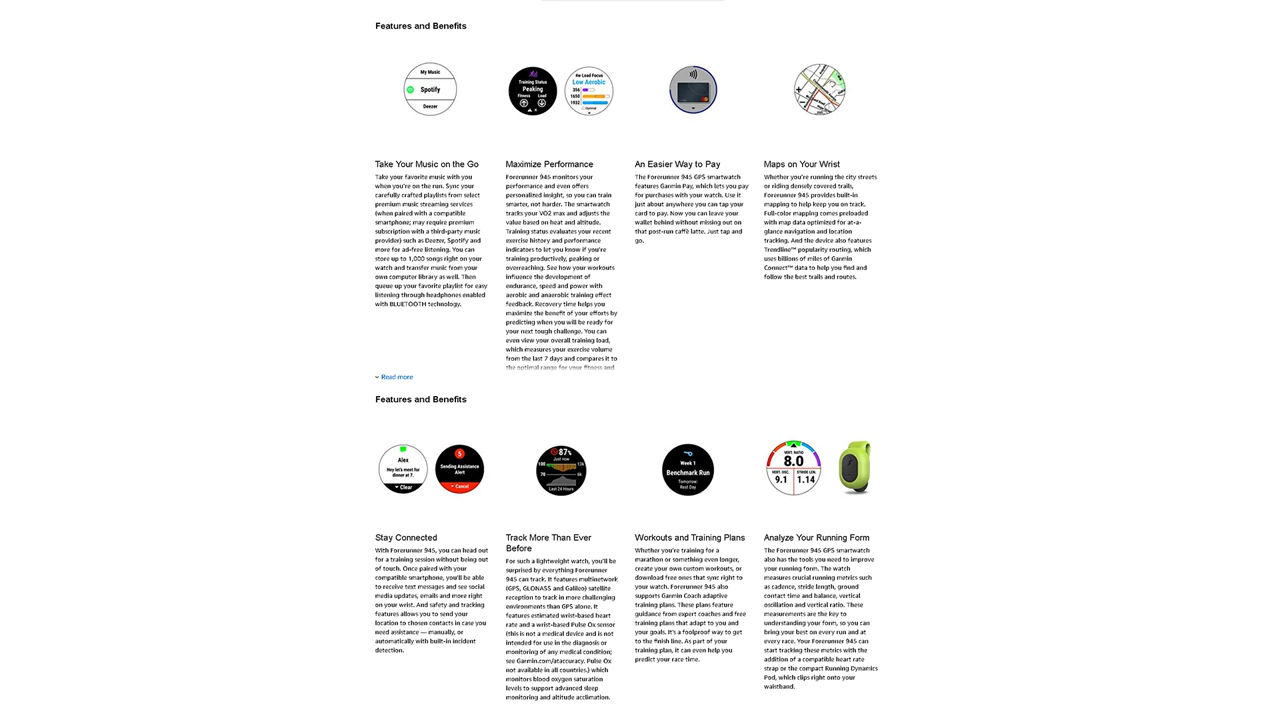 Features and Benefits
My Music
Spotify
Deezer
Training Status
Peaking
Fitness Load
4w Load Focus
Low Aerobic
356
1650
1932
Optimal
Take Your Music on the Go
Take your favorite music with you
when you're on the run. Sync your
carefully crafted playlists from select
premium music streaming services
(when paired with a compatible
smartphone; may require premium
subscription with a third-party music
provider) such as Deezer, Spotify and
more for ad-free listening. You can
store up to 1,000 songs right on your
watch and transfer music from your
own computer library as well. Then
queue up your favorite playlist for easy
listening through headphones enabled
with BLUETOOTH technology.
Maximize Performance
Forerunner 945 monitors your
performance and even offers
personalized insight, so you can train
smarter, not harder. The smartwatch
tracks your VO2 max and adjusts the
value based on heat and altitude.
Training status evaluates your recent
exercise history and performance
indicators to let you know if you're
training productively, peaking or
overreaching. See how your workouts
influence the development of
endurance, speed and power with
aerobic and anaerobic training effect
feedback. Recovery time helps you
maximize the benefit of your efforts by
predicting when you will be ready for
your next tough challenge. You can
even view your overall training load,
which measures your exercise volume
from the last 7 days and compares it to
the optimal range for your fitness and
An Easier Way to Pay
The Forerunner 945 GPS smartwatch
features Garmin Pay, which lets you pay
for purchases with your watch. Use it
just about anywhere you can tap your
card to pay. Now you can leave your
wallet behind without missing out on
that post-run caffè latte. Just tap and
go.
Maps on Your Wrist
Whether you're running the city streets
or riding densely covered trails,
Forerunner 945 provides built-in
mapping to help keep you on track.
Full-color mapping comes preloaded
with map data optimized for at-a-
glance navigation and location
tracking. And the device also features
Trendline™ popularity routing, which
uses billions of miles of Garmin
Connect™ data to help you find and
follow the best trails and routes.
Read more
Features and Benefits
Alex
Hey let's meet for
dinner at 7.
Clear
5
Sending Assistance
Alert
Cancel
87%
Just now
100 13k
70 6k
Last 24 Hours
Week 1
Benchmark Run
Tomorrow:
Rest Day
VERT. RATIO
8.0
VERT. OSC. STRIDE LEN.
9.1 1.14
Stay Connected
With Forerunner 945, you can head out
for a training session without being out
of touch. Once paired with your
compatible smartphone, you'll be able
to receive text messages and see social
media updates, emails and more right
on your wrist. And safety and tracking
features allows you to send your
location to chosen contacts in case you
need assistance — manually, or
automatically with built-in incident
detection.
Track More Than Ever
Before
For such a lightweight watch, you'll be
surprised by everything Forerunner
945 can track. It features multinetwork
(GPS, GLONASS and Galileo) satellite
reception to track in more challenging
environments than GPS alone. It
features estimated wrist-based heart
rate and a wrist-based Pulse Ox sensor
(this is not a medical device and is not
intended for use in the diagnosis or
monitoring of any medical condition;
see Garmin.com/ataccuracy. Pulse Ox
not available in all countries.) which
monitors blood oxygen saturation
levels to support advanced sleep
monitoring and altitude acclimation.
Workouts and Training Plans
Whether you're training for a
marathon or something even longer,
create your own custom workouts, or
download free ones that sync right to
your watch. Forerunner 945 also
supports Garmin Coach adaptive
training plans. These plans feature
guidance from expert coaches and free
training plans that adapt to you and
your goals. It's a foolproof way to get
to the finish line. As part of your
training plan, it can even help you
predict your race time.
Analyze Your Running Form
The Forerunner 945 GPS smartwatch
also has the tools you need to improve
your running form. The watch
measures crucial running metrics such
as cadence, stride length, ground
contact time and balance, vertical
oscillation and vertical ratio. These
measurements are the key to
understanding your form, so you can
bring your best on every run and at
every race. Your Forerunner 945 can
start tracking these metrics with the
addition of a compatible heart rate
strap or the compact Running Dynamics
Pod, which clips right onto your
waistband.